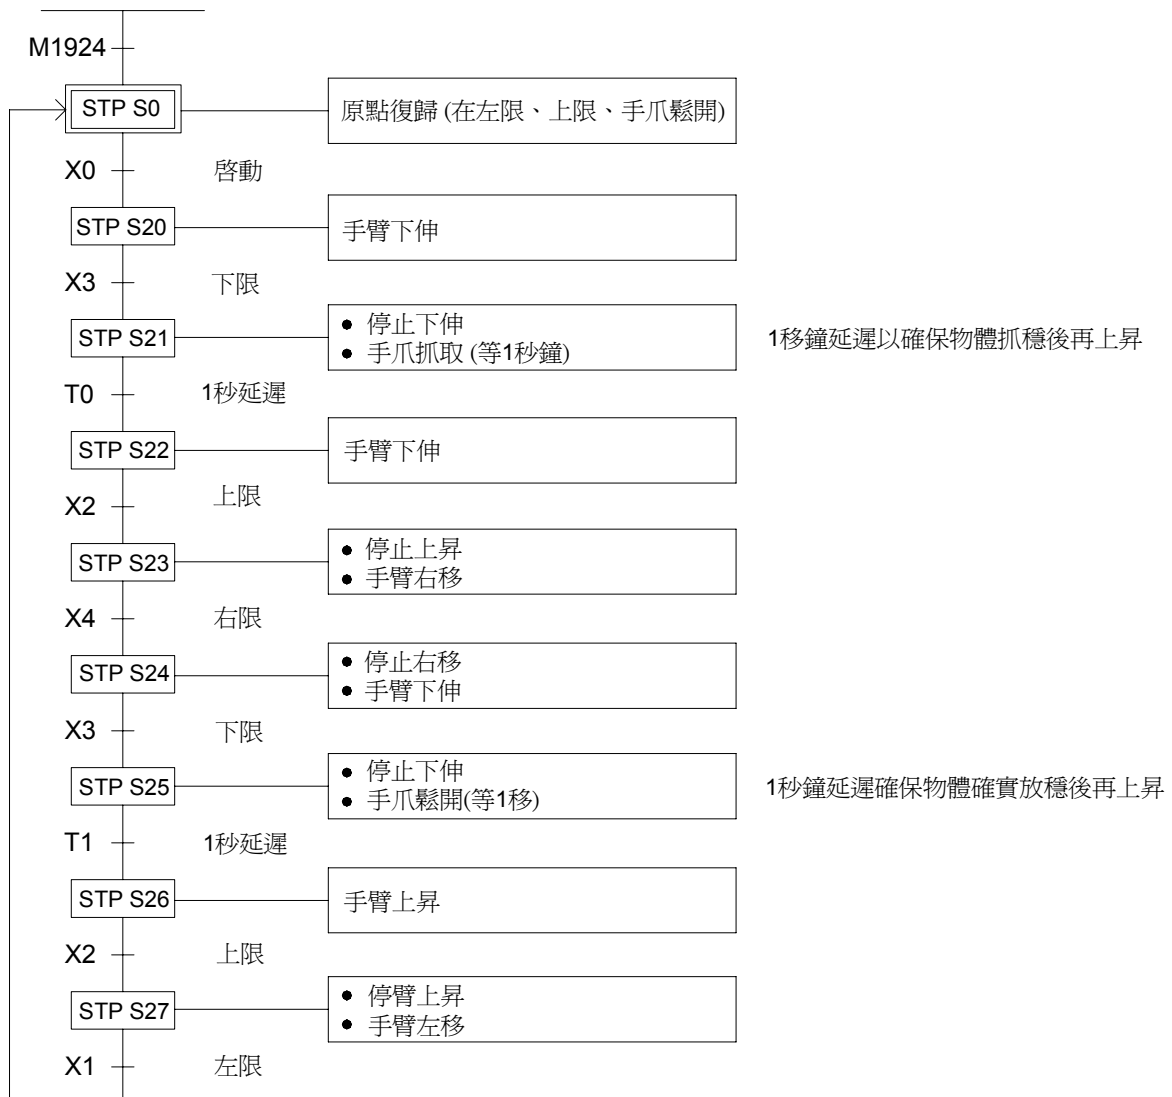 M1924
STP S0
原點復歸 (在左限、上限、手爪鬆開)
X0 啓動
STP S20
手臂下伸
X3 下限
STP S21
● 停止下伸
● 手爪抓取 (等1秒鐘)
1移鐘延遲以確保物體抓穩後再上昇
T0 1秒延遲
STP S22
手臂下伸
X2 上限
STP S23
● 停止上昇
● 手臂右移
X4 右限
STP S24
● 停止右移
● 手臂下伸
X3 下限
STP S25
● 停止下伸
● 手爪鬆開(等1移)
1秒鐘延遲確保物體確實放穩後再上昇
T1 1秒延遲
STP S26
手臂上昇
X2 上限
STP S27
● 停臂上昇
● 手臂左移
X1 左限